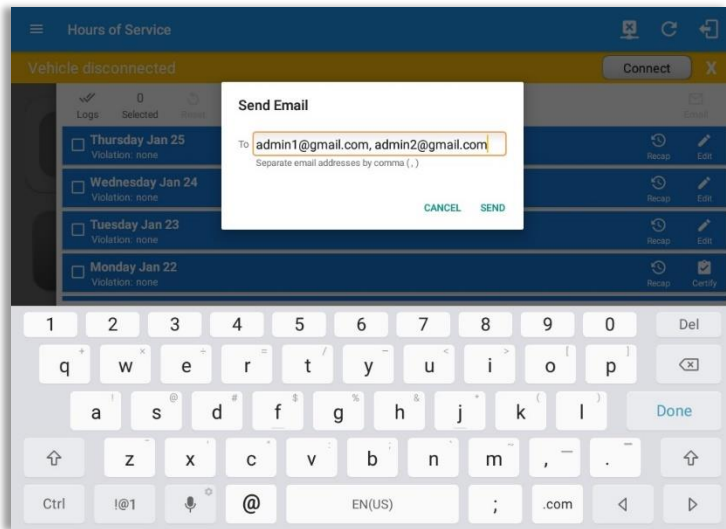 Hours of Service
Vehicle disconnected
Connect
X
Logs
0
Selected
Email
Send Email
To admin1@gmail.com, admin2@gmail.com
Separate email addresses by comma ( , )
CANCEL SEND
Thursday Jan 25
Violation: none
Recap Edit
Wednesday Jan 24
Violation: none
Recap Edit
Tuesday Jan 23
Violation: none
Recap Edit
Monday Jan 22
Violation: none
Recap Certify
1 2 3 4 5 6 7 8 9 0 Del
q w e r t y u i o p
a s d f g h j k l Done
z x c v b n m , .
Ctrl !@1 @ EN(US) ; .com